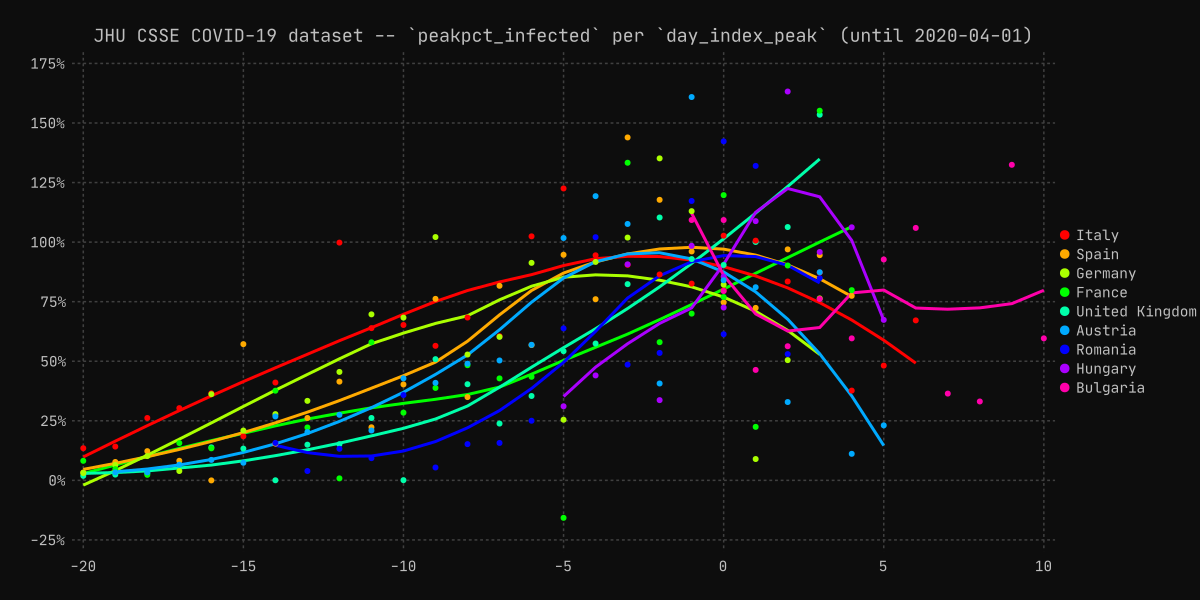 JHU CSSE COVID-19 dataset -- `peakpct_infected` per `day_index_peak` (until 2020-04-01)
175%
150%
125%
100%
75%
50%
25%
0%
−25%
−20 −15 −10 −5 0 5 10
Italy
Spain
Germany
France
United Kingdom
Austria
Romania
Hungary
Bulgaria